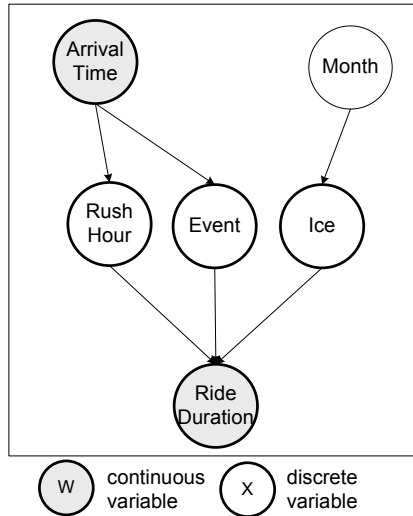 Arrival
Time
Month
Rush
Hour
Event
Ice
Ride
Duration
W
continuous
variable
X
discrete
variable